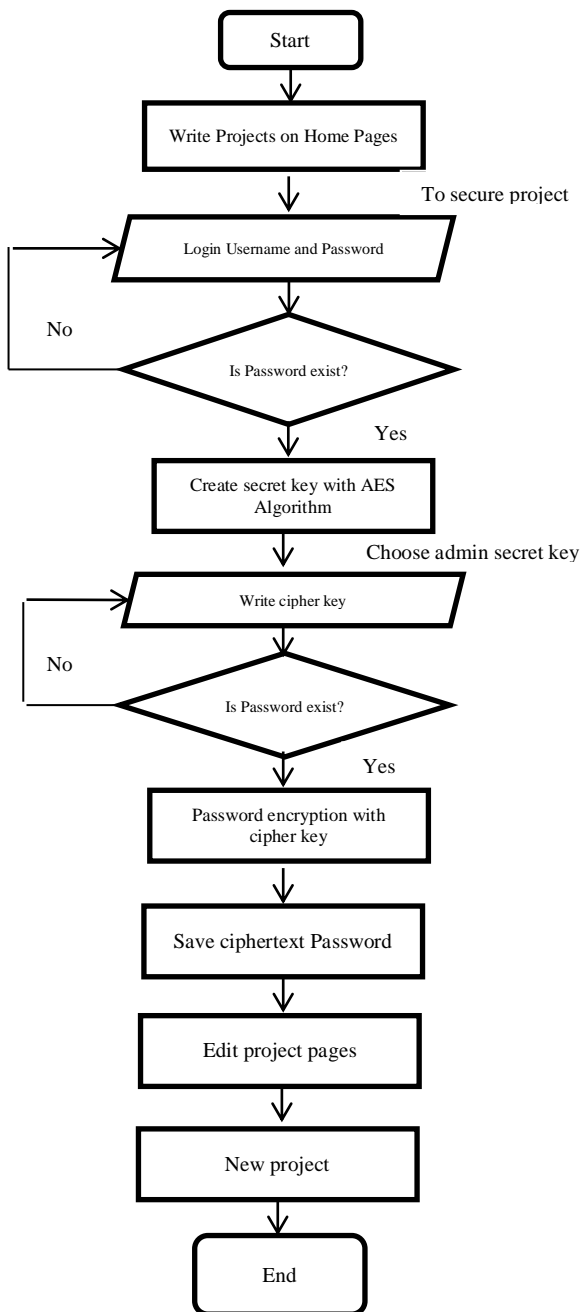 Start
Write Projects on Home Pages
To secure project
Login Username and Password
No
Is Password exist?
Yes
Create secret key with AES
Algorithm
Choose admin secret key
Write cipher key
No
Is Password exist?
Yes
Password encryption with
cipher key
Save ciphertext Password
Edit project pages
New project
End